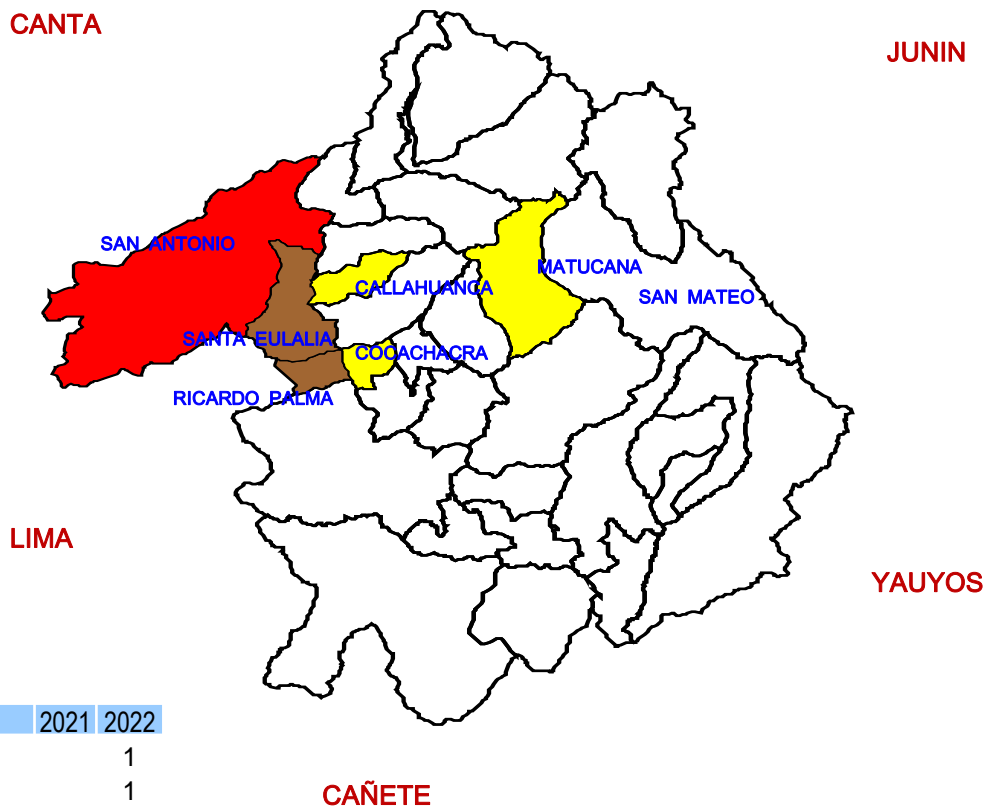 CANTA
JUNIN
SAN ANTONIO
MATUCANA
CALLAHUANCA
SAN MATEO
SANTA EULALIA
COCACHACRA
RICARDO PALMA
LIMA
YAUYOS
2021 2022
1
1
CAÑETE